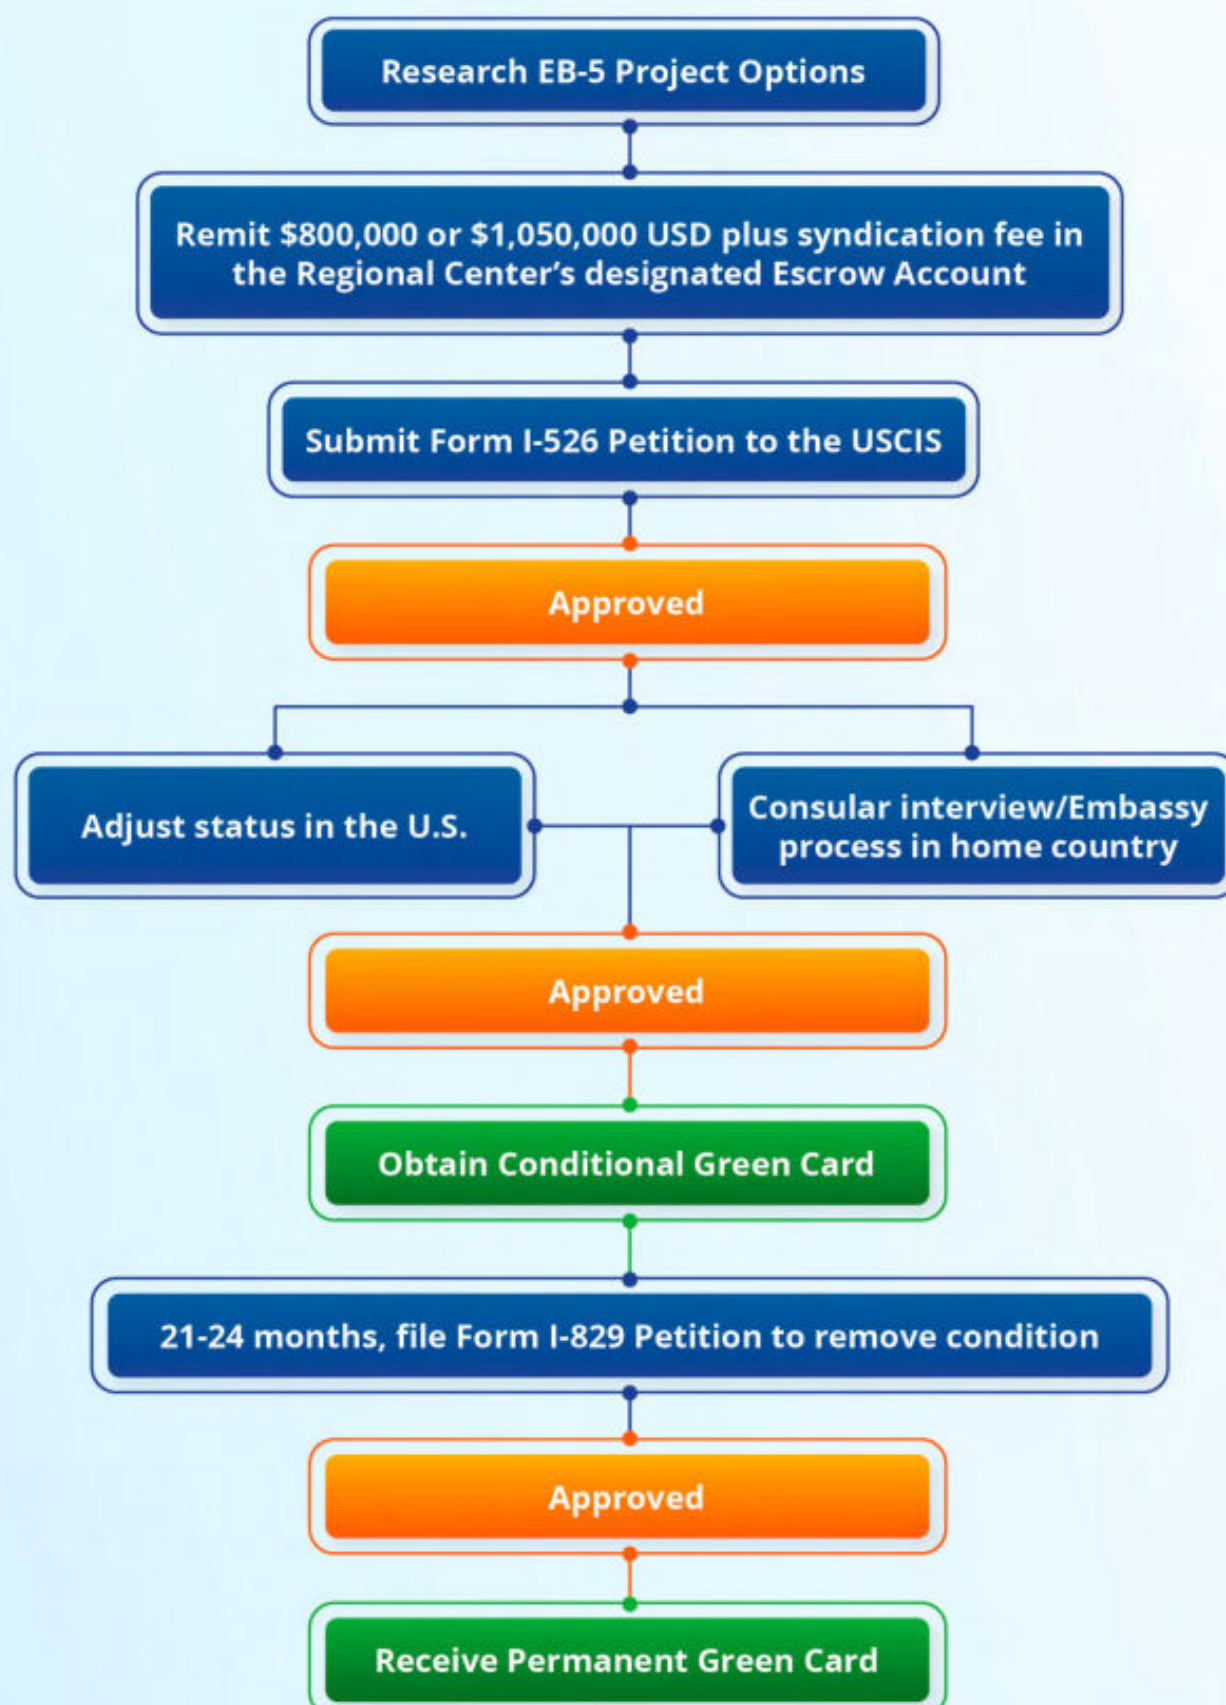 Research EB-5 Project Options
Remit $800,000 or $1,050,000 USD plus syndication fee in
the Regional Center’s designated Escrow Account
Submit Form I-526 Petition to the USCIS
Approved
Adjust status in the U.S.
Consular interview/Embassy
process in home country
Approved
Obtain Conditional Green Card
21-24 months, file Form I-829 Petition to remove condition
Approved
Receive Permanent Green Card